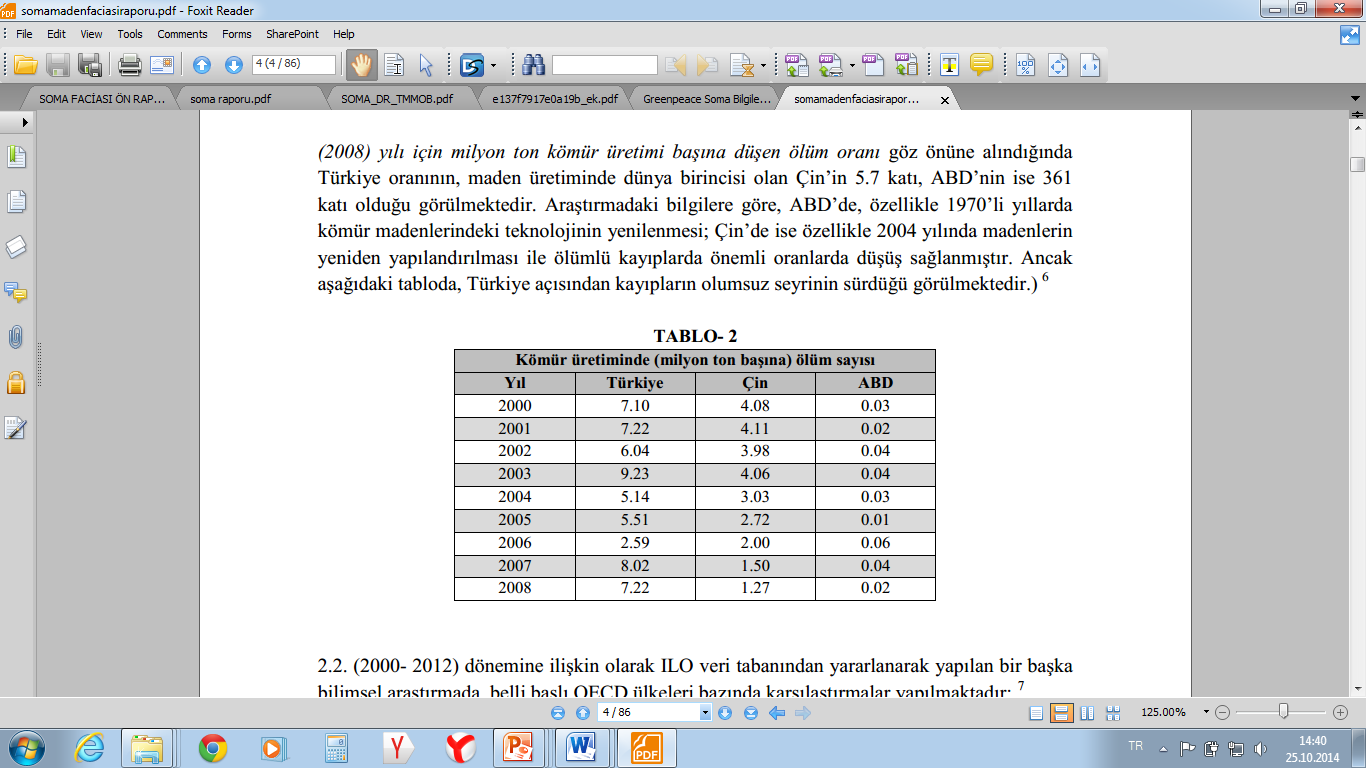 somamadenfaciasiraporu.pdf - Foxit Reader
File Edit View Tools Comments Forms SharePoint Help
4 (4 / 86)
SOMA FACİASI ÖN RAP... soma raporu.pdf SOMA_DR_TMMOB.pdf e137f7917e0a19b_ek.pdf Greenpeace Soma Bilgile... somamadenfaciasirapor...
(2008) yılı için milyon ton kömür üretimi başına düşen ölüm oranı göz önüne alındığında
Türkiye oranının, maden üretiminde dünya birincisi olan Çin’in 5.7 katı, ABD’nin ise 361
katı olduğu görülmektedir. Araştırmadaki bilgilere göre, ABD’de, özellikle 1970’li yıllarda
kömür madenlerindeki teknolojinin yenilenmesi; Çin’de ise özellikle 2004 yılında madenlerin
yeniden yapılandırılması ile ölümlü kayıplarda önemli oranlarda düşüş sağlanmıştır. Ancak
aşağıdaki tabloda, Türkiye açısından kayıpların olumsuz seyrinin sürdüğü görülmektedir.) 6
TABLO- 2
Kömür üretiminde (milyon ton başına) ölüm sayısı
Yıl Türkiye Çin ABD
2000 7.10 4.08 0.03
2001 7.22 4.11 0.02
2002 6.04 3.98 0.04
2003 9.23 4.06 0.04
2004 5.14 3.03 0.03
2005 5.51 2.72 0.01
2006 2.59 2.00 0.06
2007 8.02 1.50 0.04
2008 7.22 1.27 0.02
2.2. (2000- 2012) dönemine ilişkin olarak ILO veri tabanından yararlanarak yapılan bir başka
bilimsel araştırmada, belli başlı OECD ülkeleri bazında karşılaştırmalar yapılmaktadır: 7
4 / 86 125.00%
TR 14:40
25.10.2014